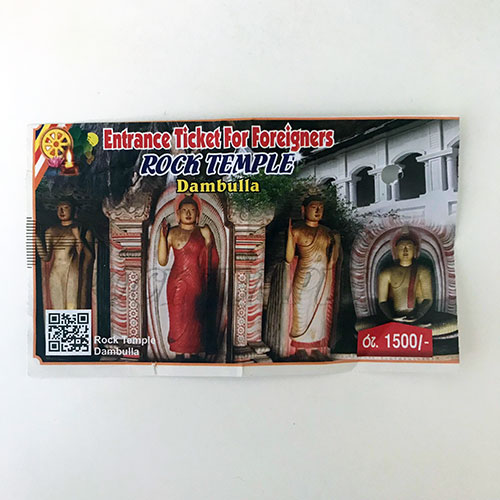 Entrance Ticket For Foreigners
ROCK TEMPLE
Dambulla
Rock Temple
Dambulla
රු. 1500/-